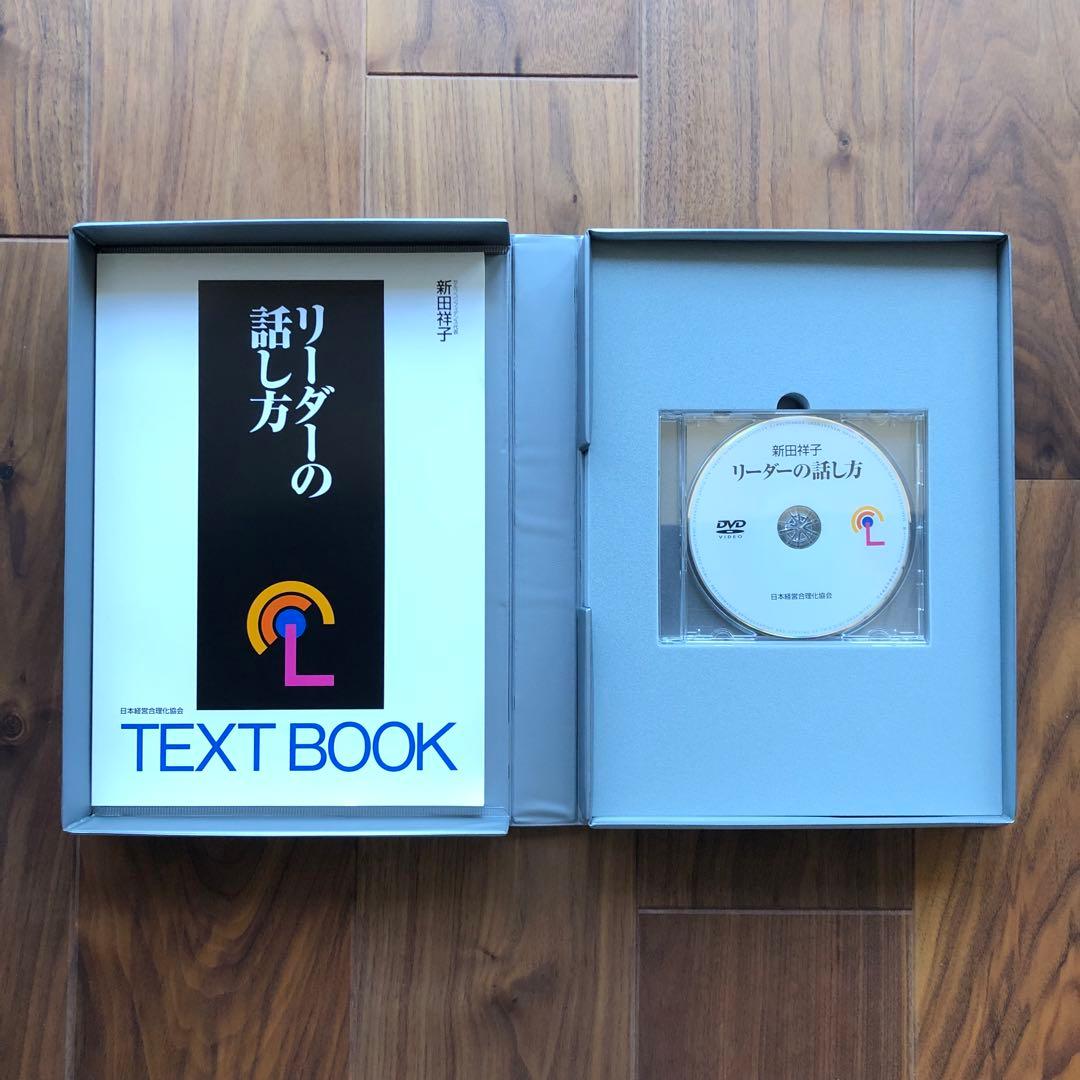 リーダーの
話し方
新田祥子
日本経営合理化協会
TEXT BOOK
新田祥子
リーダーの話し方
DVD
VIDEO
日本経営合理化協会